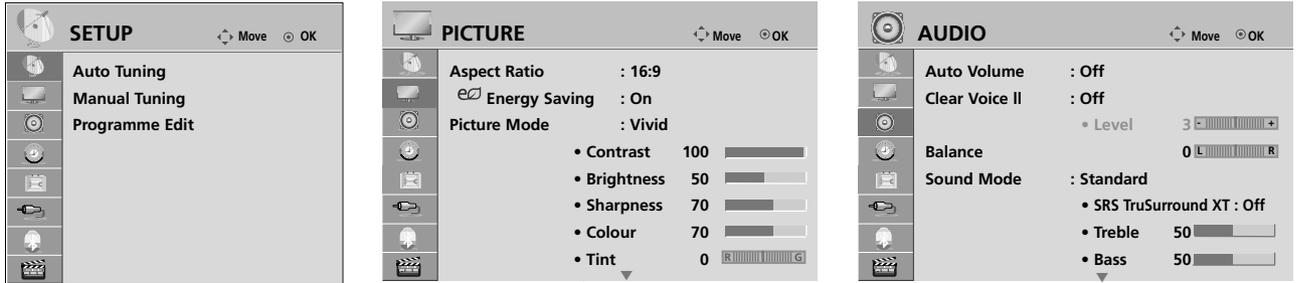 SETUP Move OK
Auto Tuning
Manual Tuning
Programme Edit
PICTURE Move OK
Aspect Ratio : 16:9
e Energy Saving : On
Picture Mode : Vivid
• Contrast 100
• Brightness 50
• Sharpness 70
• Colour 70
• Tint 0 R G
AUDIO Move OK
Auto Volume : Off
Clear Voice ll : Off
• Level 3 - +
Balance 0 L R
Sound Mode : Standard
• SRS TruSurround XT : Off
• Treble 50
• Bass 50